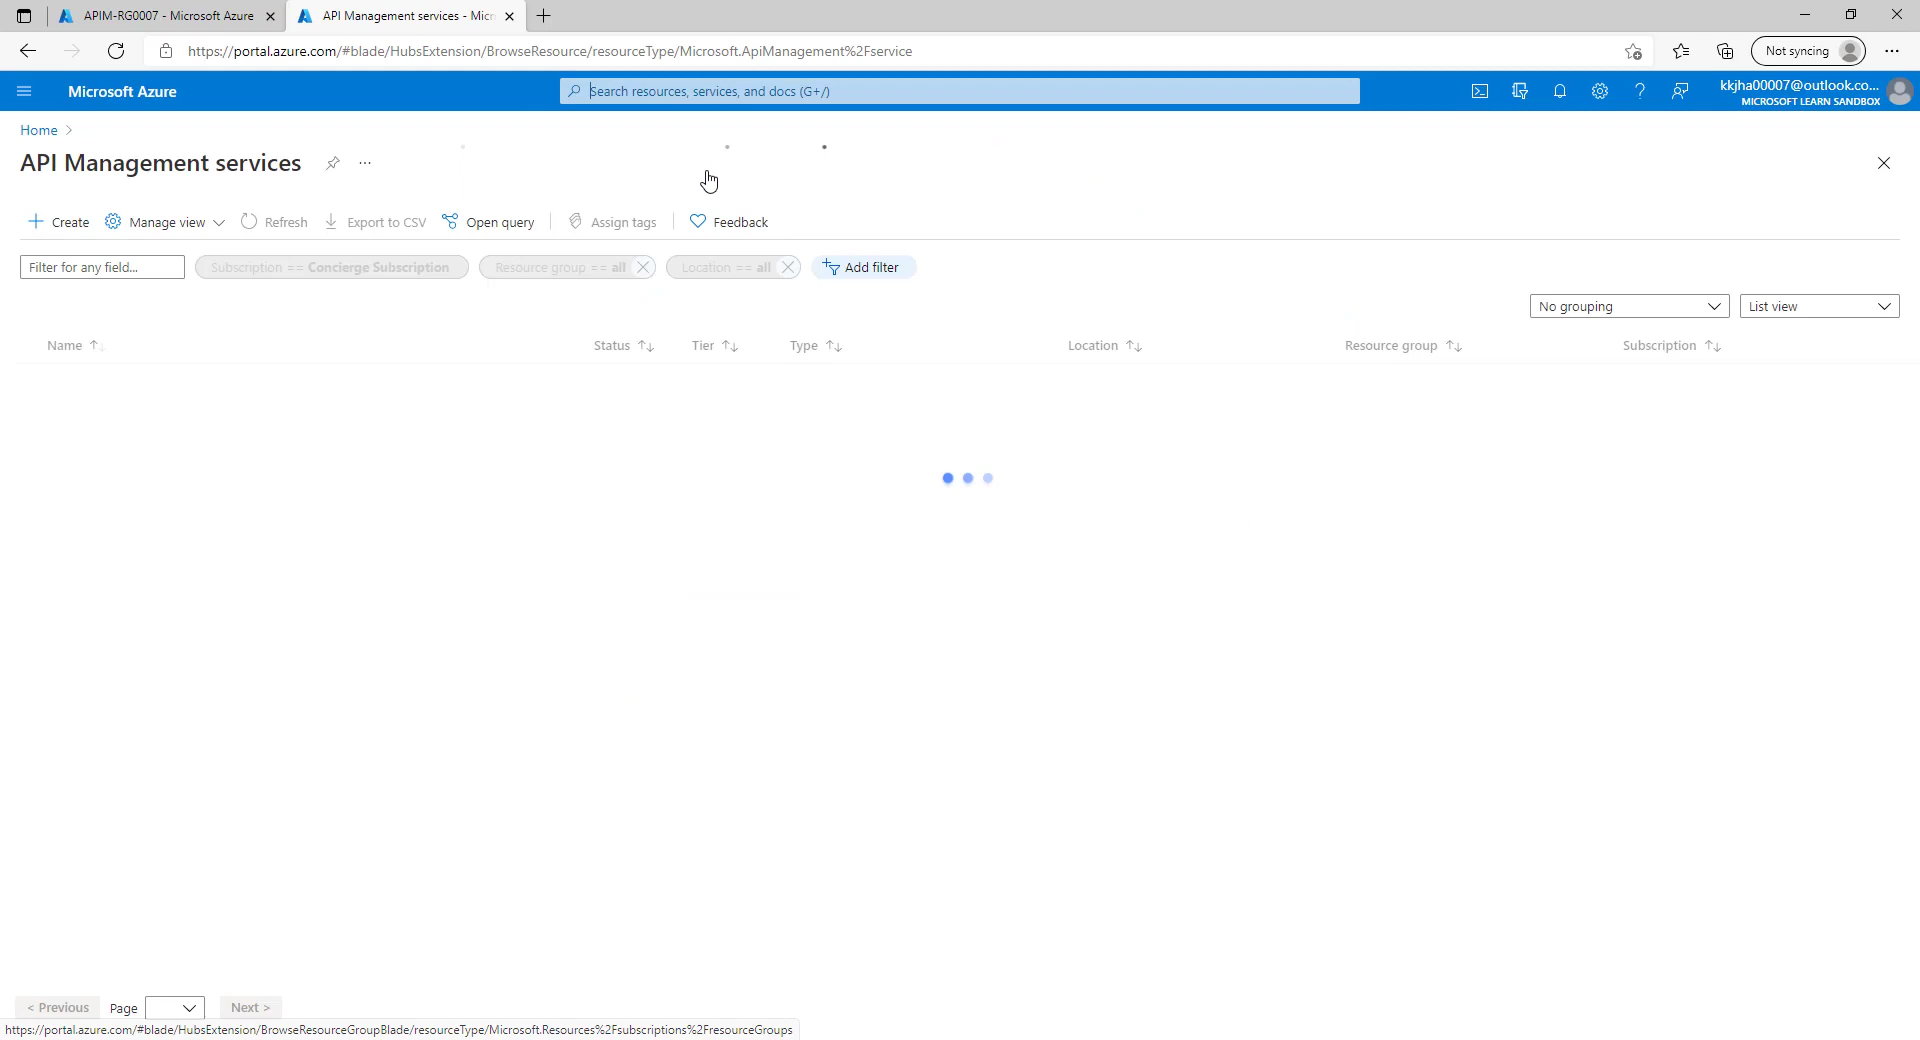 APIM-RG0007 - Microsoft Azure
API Management services - Micr
https://portal.azure.com/#blade/HubsExtension/BrowseResource/resourceType/Microsoft.ApiManagement%2Fservice
Not syncing
Microsoft Azure
Search resources, services, and docs (G+/)
kkjha00007@outlook.co...
MICROSOFT LEARN SANDBOX
Home
API Management services
Create
Manage view
Refresh
Export to CSV
Open query
Assign tags
Feedback
Filter for any field...
Subscription == Concierge Subscription
Resource group == all
Location == all
Add filter
No grouping
List view
Name
Status
Tier
Type
Location
Resource group
Subscription
< Previous
Page
Next >
https://portal.azure.com/#blade/HubsExtension/BrowseResourceGroupBlade/resourceType/Microsoft.Resources%2Fsubscriptions%2FresourceGroups